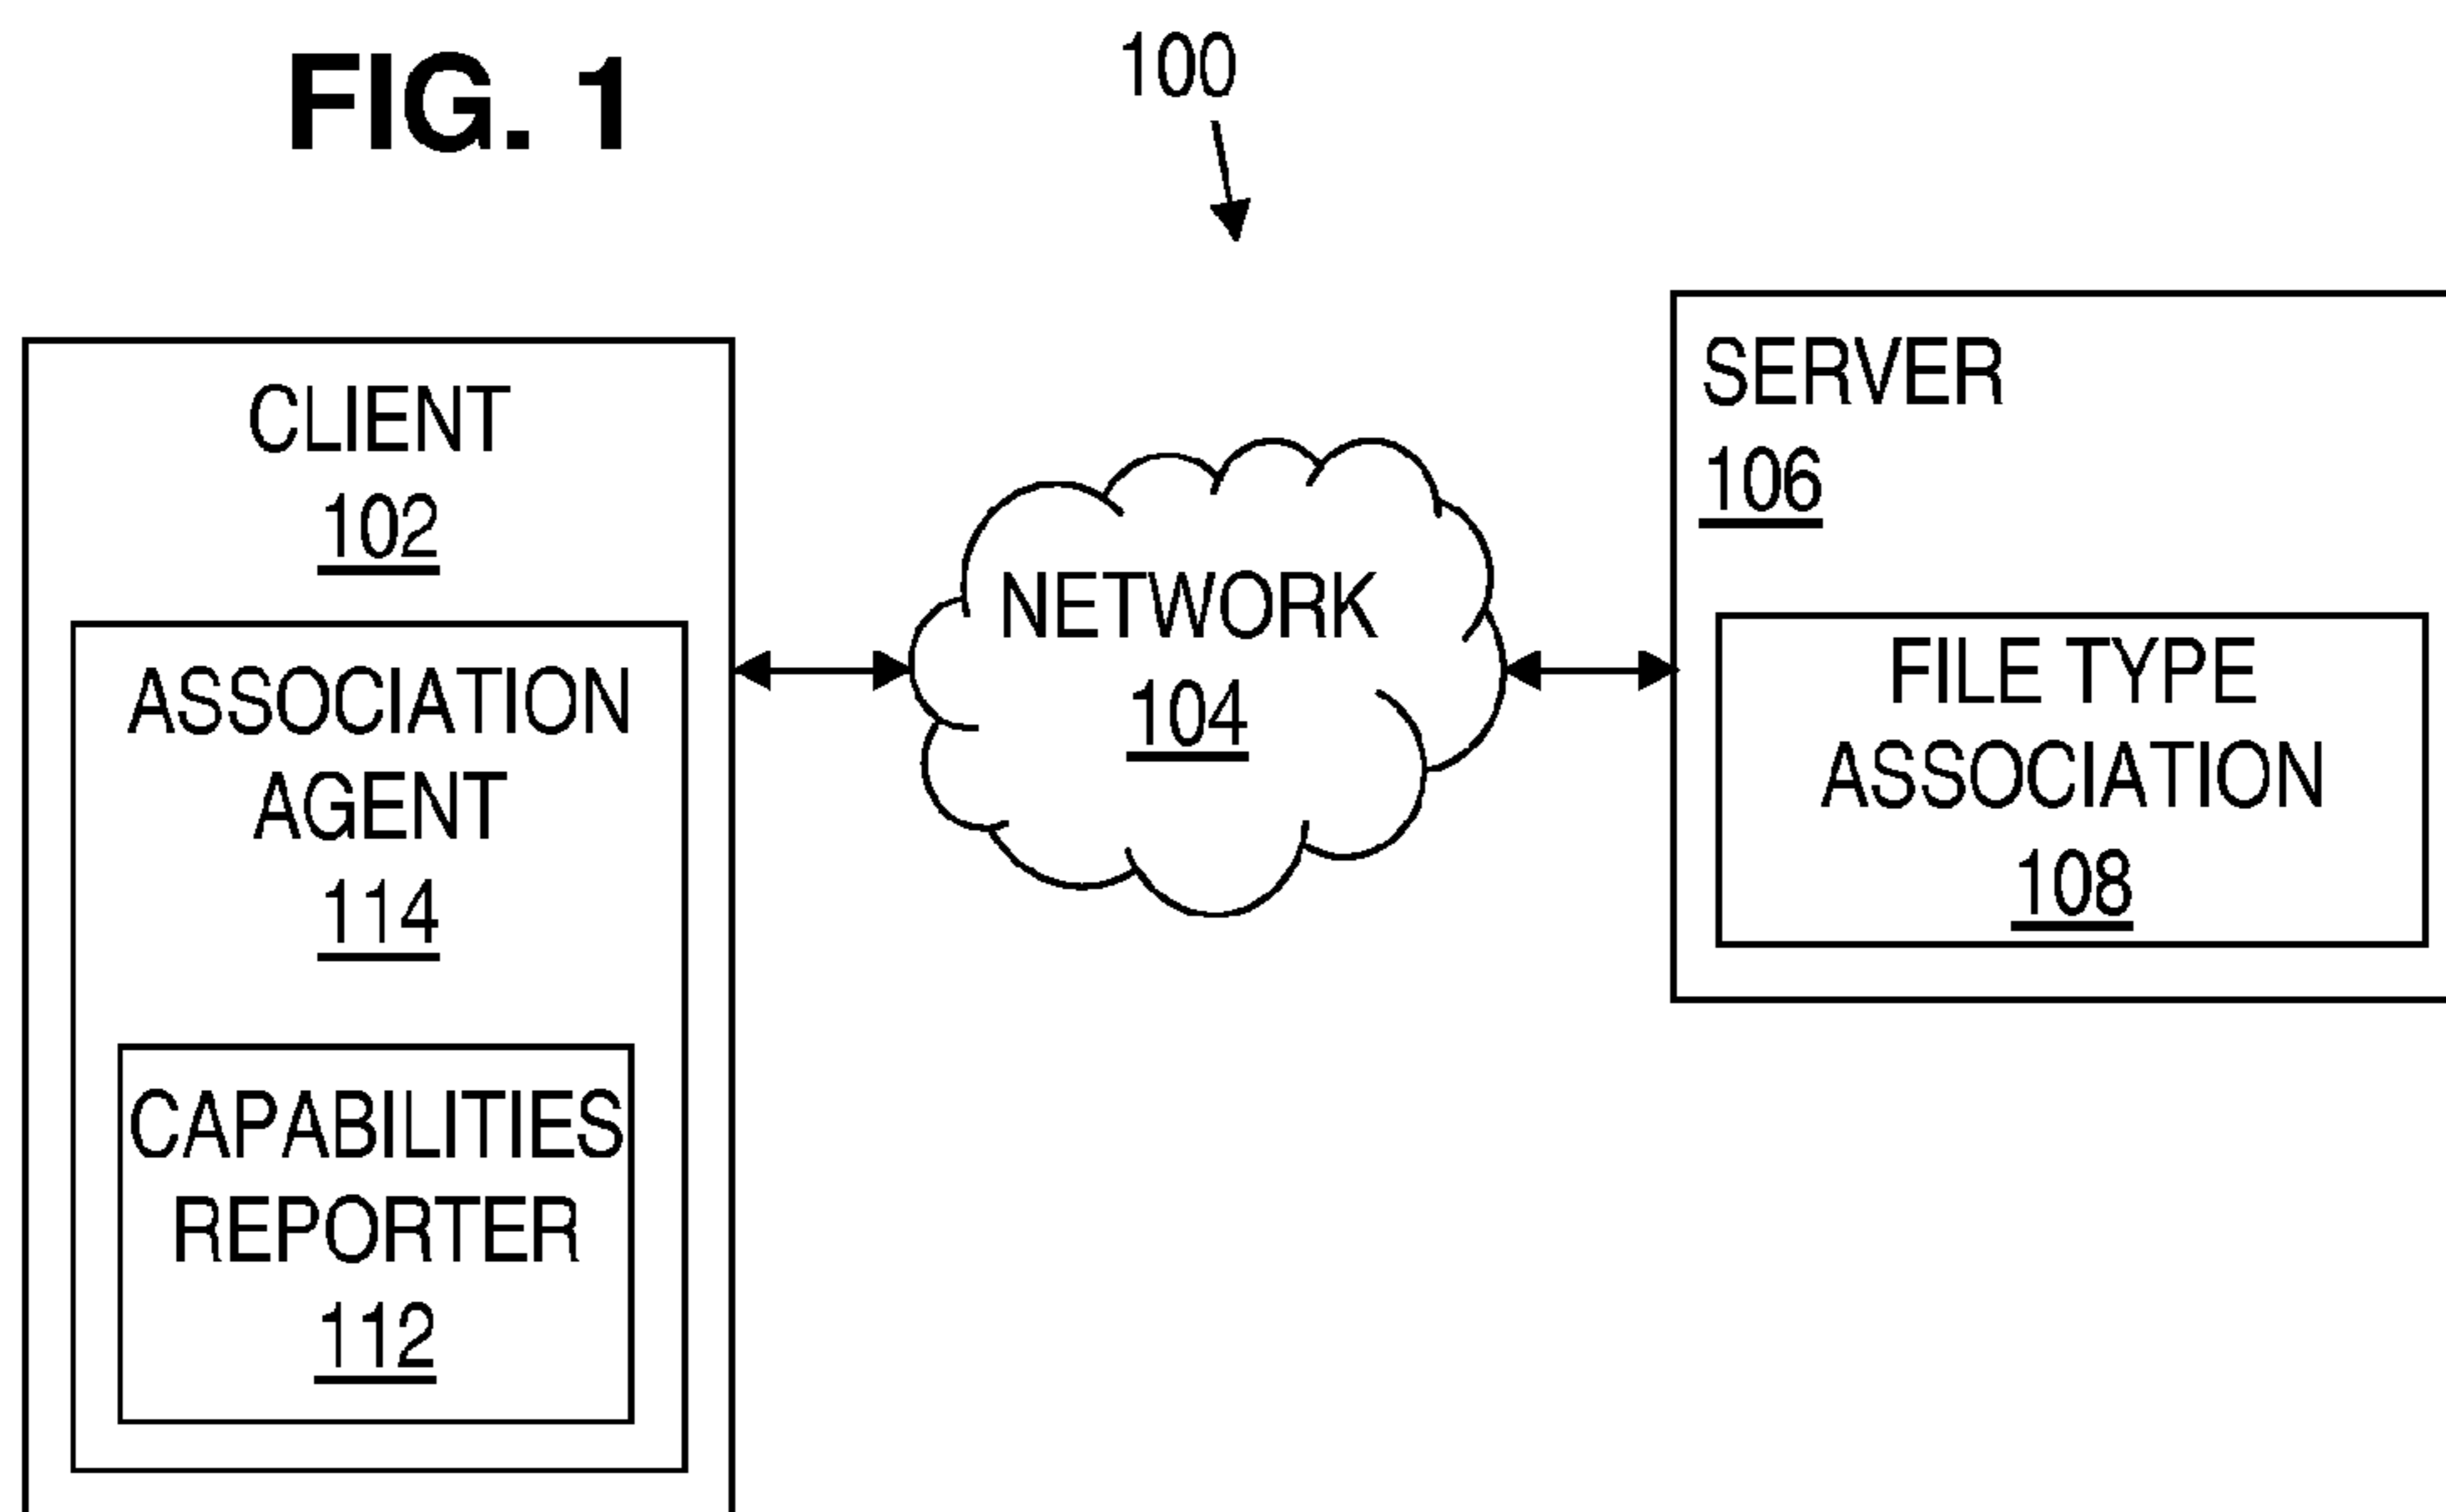 FIG. 1
100
CLIENT
102
ASSOCIATION
AGENT
114
CAPABILITIES
REPORTER
112
NETWORK
104
SERVER
106
FILE TYPE
ASSOCIATION
108